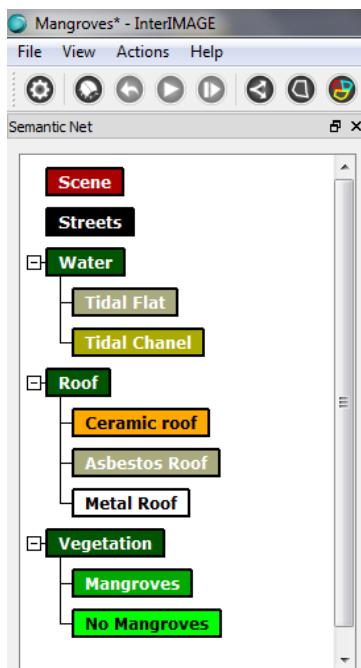 Mangroves* - InterIMAGE
File View Actions Help
Semantic Net
Scene
Streets
Water
Tidal Flat
Tidal Chanel
Roof
Ceramic roof
Asbestos Roof
Metal Roof
Vegetation
Mangroves
No Mangroves